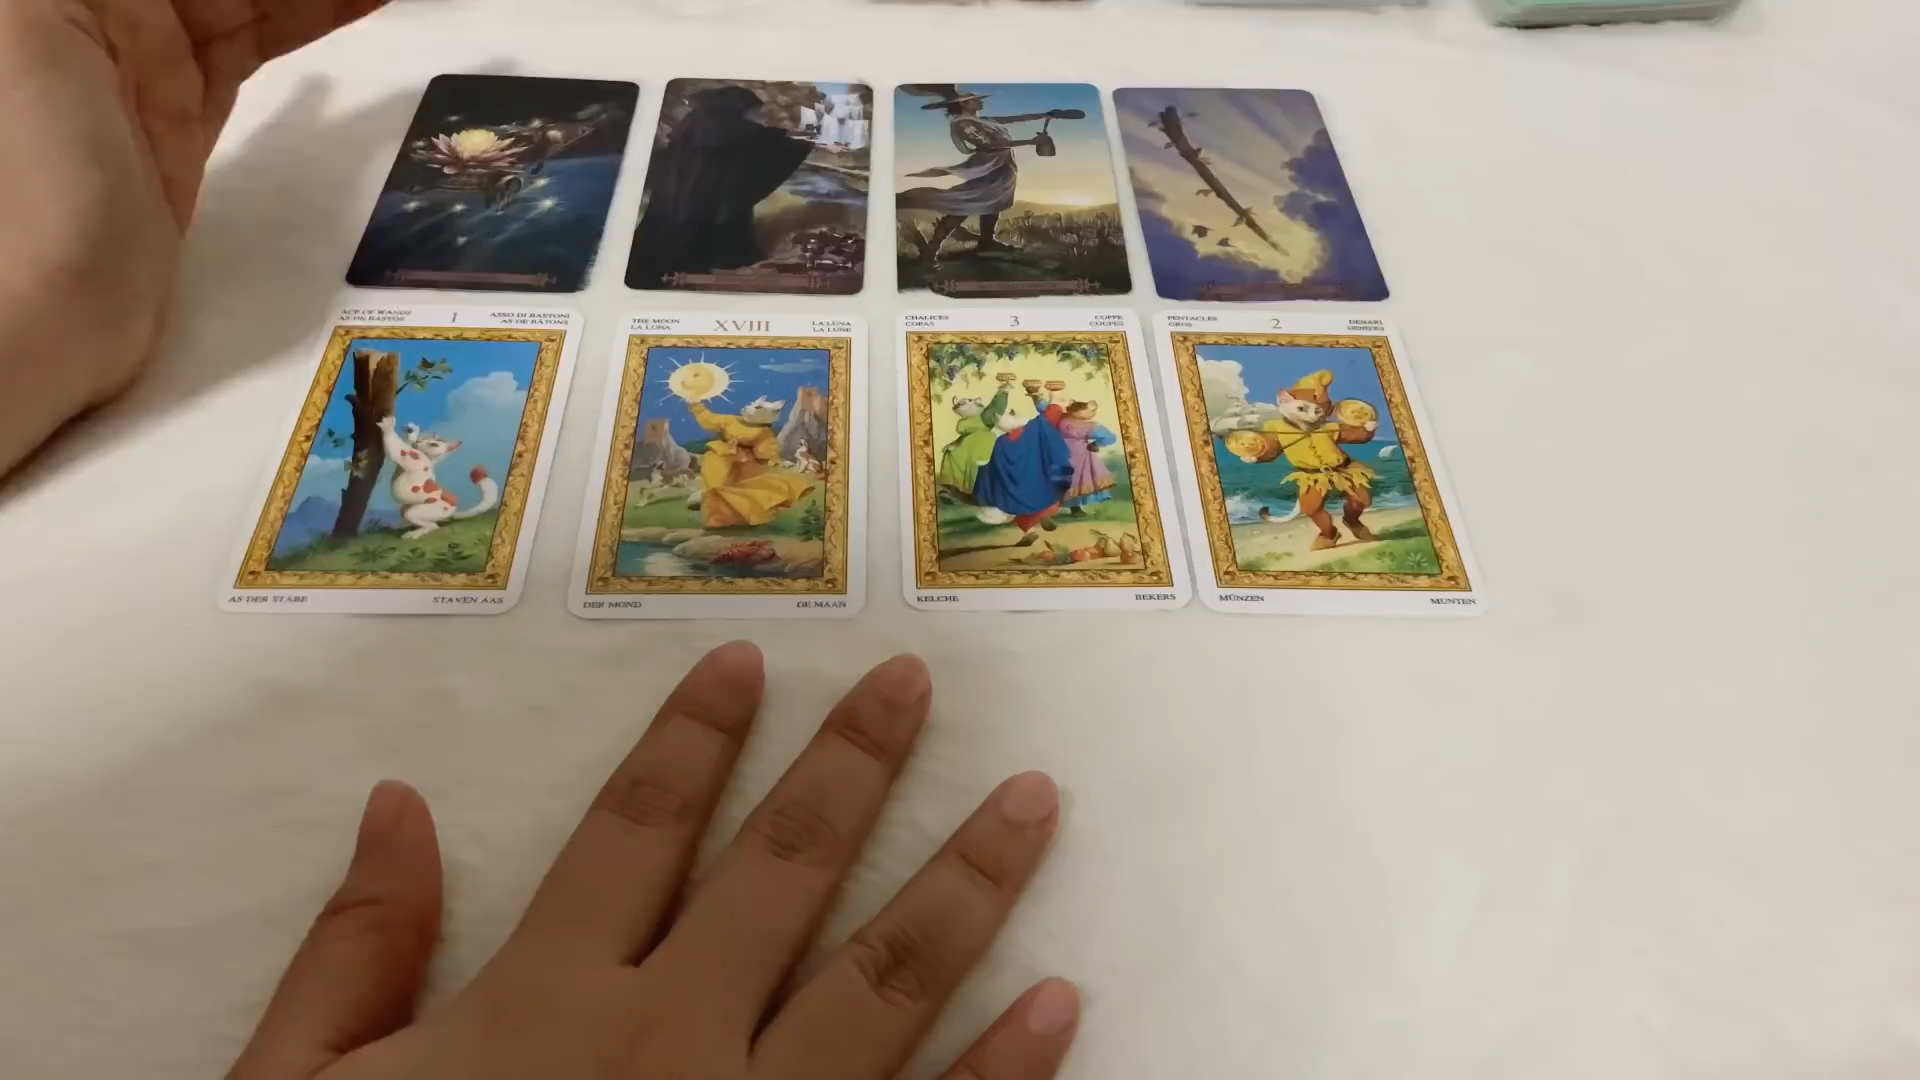 ACE OF WANDS
AS DE BASTOS
1
ASSO DI BASTONI
AS DE BÂTONS
AS DER STABE
STAVEN AAS
THE MOON
LA LUNA
XVIII
LA LUNA
LA LUNE
DER MOND
DE MAAN
CHALICES
COPAS
3
COPPE
COUPES
KELCHE
BEKERS
PENTACLES
OROS
2
DENARI
DENIERS
MÜNZEN
MUNTEN